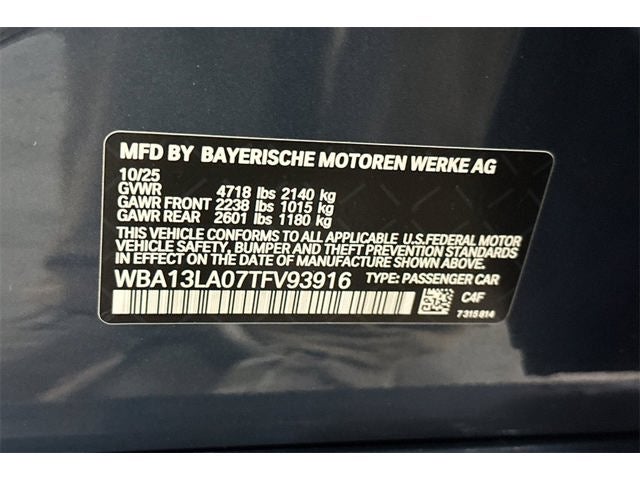 MFD BY BAYERISCHE MOTOREN WERKE AG
10/25
GVWR 4718 lbs 2140 kg
GAWR FRONT 2238 lbs 1015 kg
GAWR REAR 2601 lbs 1180 kg
THIS VEHICLE CONFORMS TO ALL APPLICABLE U.S.FEDERAL MOTOR
VEHICLE SAFETY, BUMPER AND THEFT PREVENTION STANDARDS
IN EFFECT ON THE DATE OF MANUFACTURE SHOWN ABOVE.
WBA13LA07TFV93916 TYPE: PASSENGER CAR
C4F
7315814